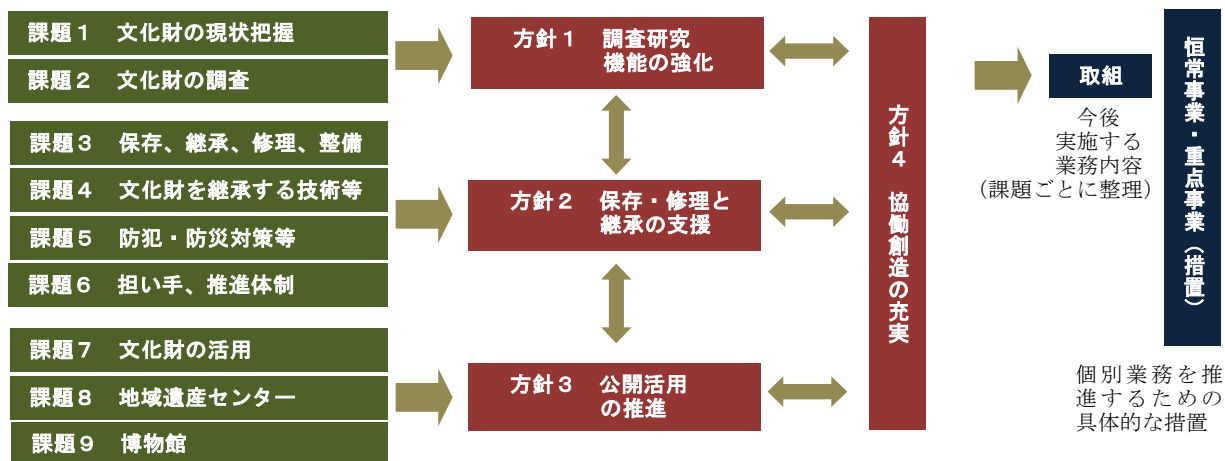 課題１　文化財の現状把握
課題２　文化財の調査
課題３　保存、継承、修理、整備
課題４　文化財を継承する技術等
課題５　防犯・防災対策等
課題６　担い手、推進体制
課題７　文化財の活用
課題８　地域遺産センター
課題９　博物館
方針１　調査研究
機能の強化
方針２　保存・修理と
継承の支援
方針３　公開活用
の推進
方針４　協働創造の充実
取組
今後
実施する
業務内容
（課題ごとに整理）
恒常事業・重点事業（措置）
個別業務を推
進するための
具体的な措置